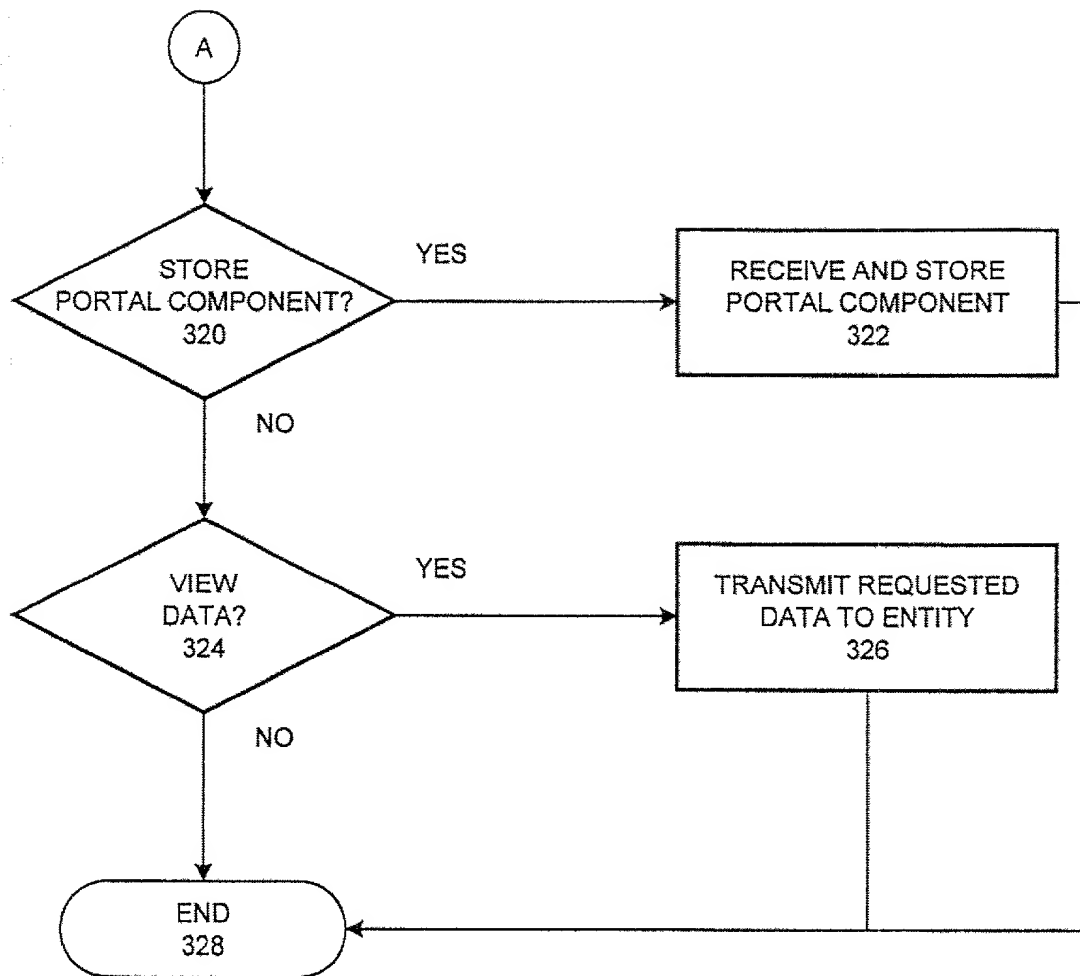 A
STORE
PORTAL COMPONENT?
320
YES
RECEIVE AND STORE
PORTAL COMPONENT
322
NO
VIEW
DATA?
324
YES
TRANSMIT REQUESTED
DATA TO ENTITY
326
NO
END
328